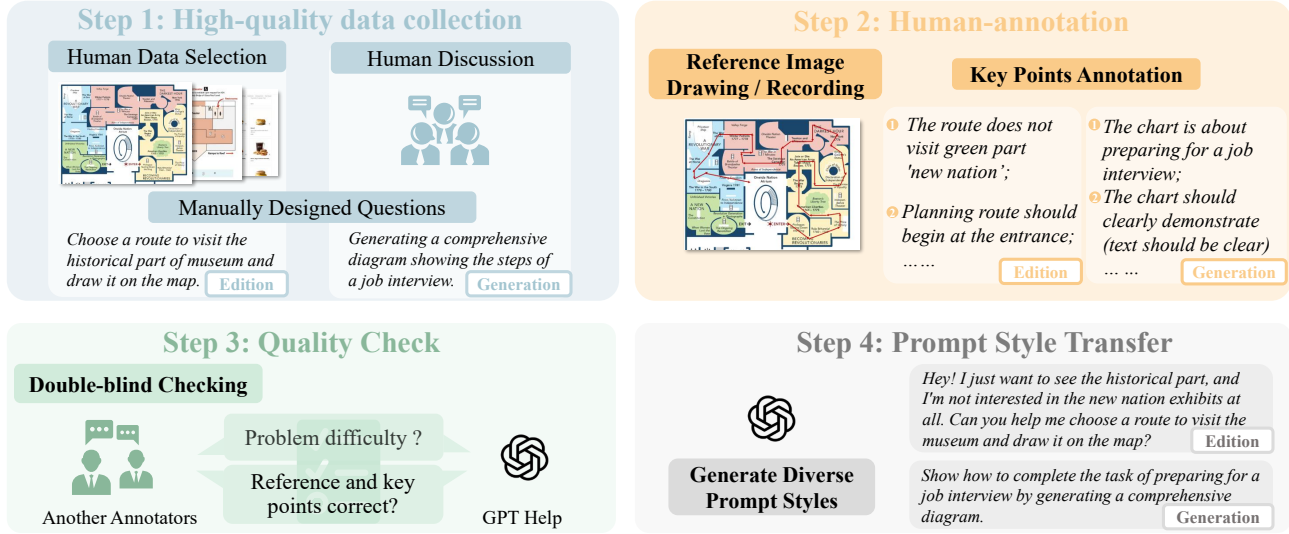 Step 1: High-quality data collection
Human Data Selection
Human Discussion
Manually Designed Questions
Choose a route to visit the
historical part of museum and
draw it on the map.
Edition
Generating a comprehensive
diagram showing the steps of
a job interview.
Generation
Step 2: Human-annotation
Reference Image
Drawing / Recording
Key Points Annotation
1 The route does not
visit green part
'new nation';
2 Planning route should
begin at the entrance;
… …
Edition
1 The chart is about
preparing for a job
interview;
2 The chart should
clearly demonstrate
(text should be clear)
… …
Generation
Step 3: Quality Check
Double-blind Checking
Another Annotators
Problem difficulty ?
Reference and key
points correct?
GPT Help
Step 4: Prompt Style Transfer
Generate Diverse
Prompt Styles
Hey! I just want to see the historical part, and
I'm not interested in the new nation exhibits at
all. Can you help me choose a route to visit the
museum and draw it on the map?
Edition
Show how to complete the task of preparing for a
job interview by generating a comprehensive
diagram.
Generation